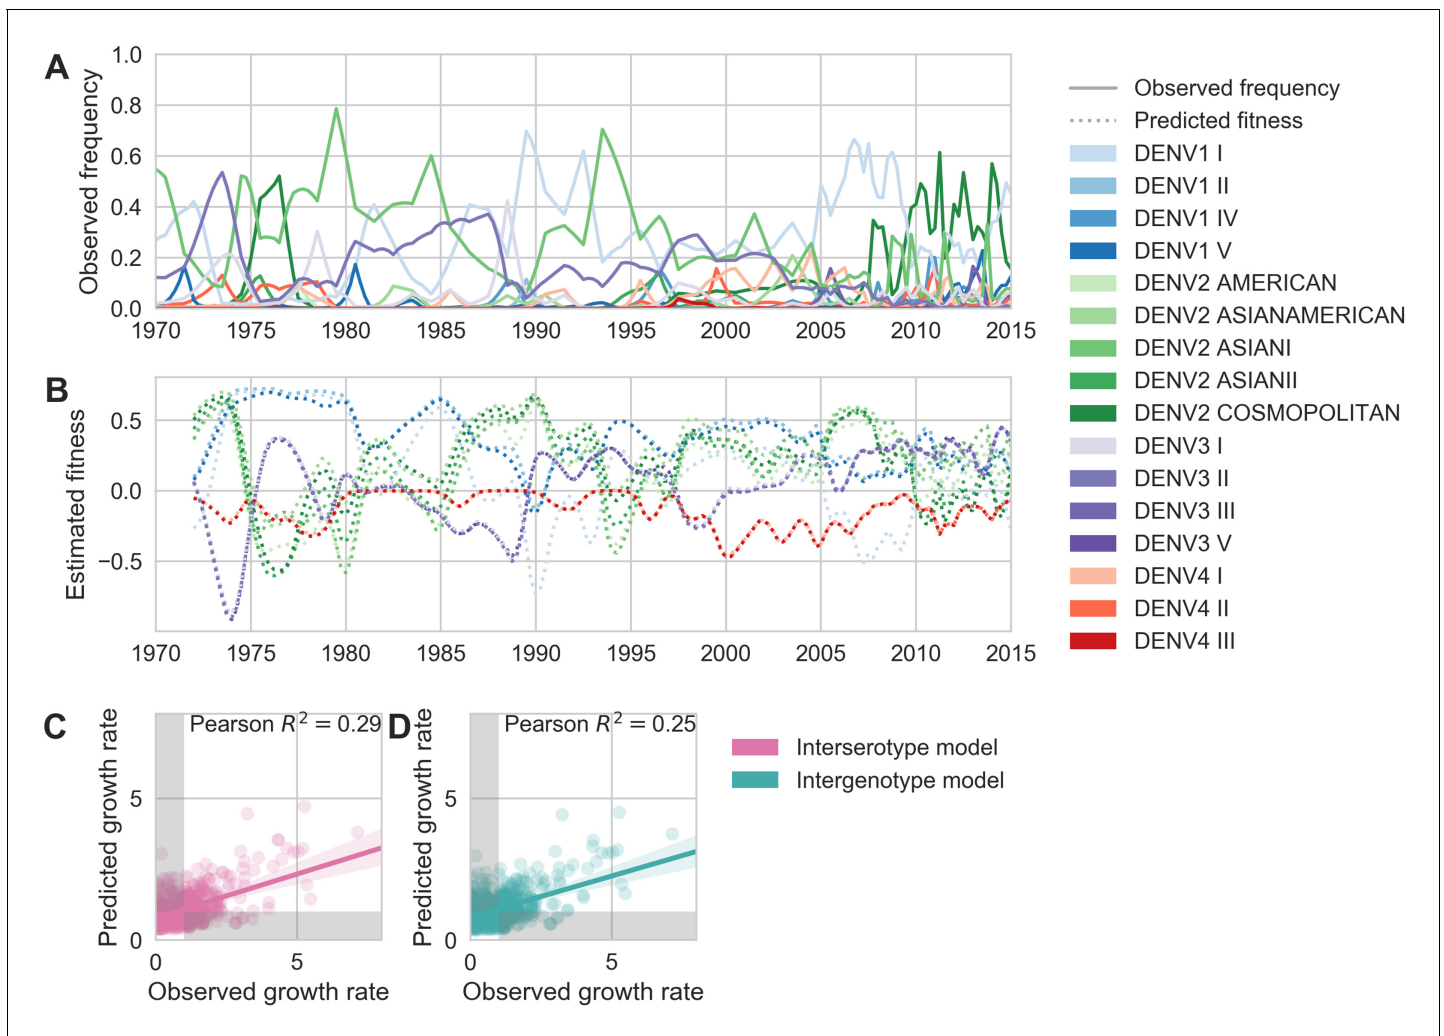 A
Observed frequency
1.0
0.8
0.6
0.4
0.2
0.0
1970 1975 1980 1985 1990 1995 2000 2005 2010 2015
Observed frequency
Predicted fitness
DENV1 I
DENV1 II
DENV1 IV
DENV1 V
DENV2 AMERICAN
DENV2 ASIANAMERICAN
DENV2 ASIANI
DENV2 ASIANII
DENV2 COSMOPOLITAN
DENV3 I
DENV3 II
DENV3 III
DENV3 V
DENV4 I
DENV4 II
DENV4 III
B
Estimated fitness
0.5
0.0
−0.5
1970 1975 1980 1985 1990 1995 2000 2005 2010 2015
C
Predicted growth rate
Pearson R² = 0.29
5
0
0 5
Observed growth rate
D
Predicted growth rate
Pearson R² = 0.25
5
0
0 5
Observed growth rate
Interserotype model
Intergenotype model